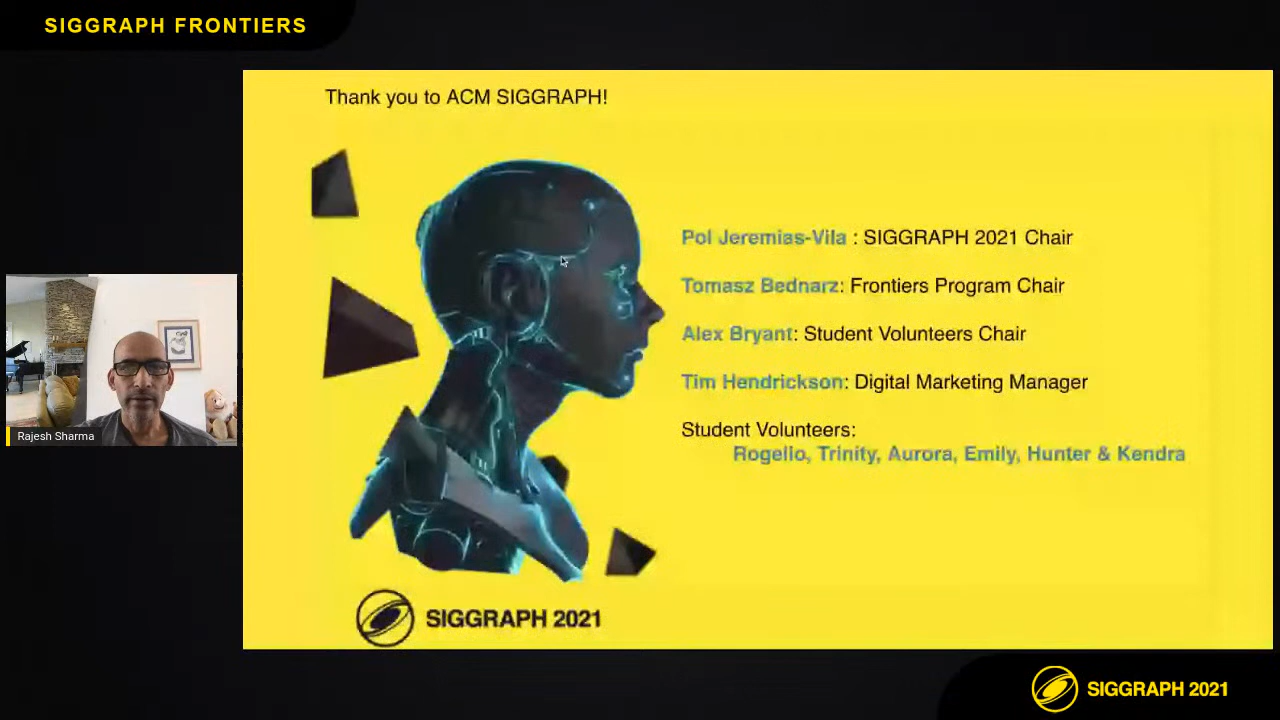 SIGGRAPH FRONTIERS
Thank you to ACM SIGGRAPH!
Pol Jeremias-Vila : SIGGRAPH 2021 Chair
Tomasz Bednarz: Frontiers Program Chair
Alex Bryant: Student Volunteers Chair
Tim Hendrickson: Digital Marketing Manager
Student Volunteers:
Rogelio, Trinity, Aurora, Emily, Hunter & Kendra
Rajesh Sharma
SIGGRAPH 2021
SIGGRAPH 2021